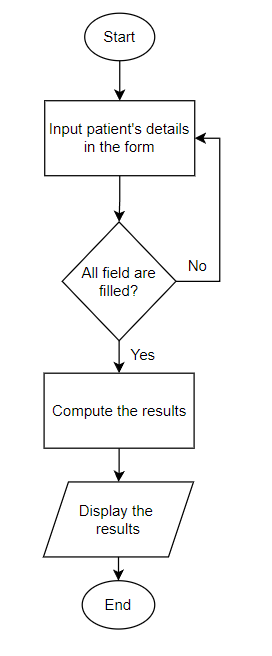 Start
Input patient's details
in the form
All field are
filled?
No
Yes
Compute the results
Display the
results
End